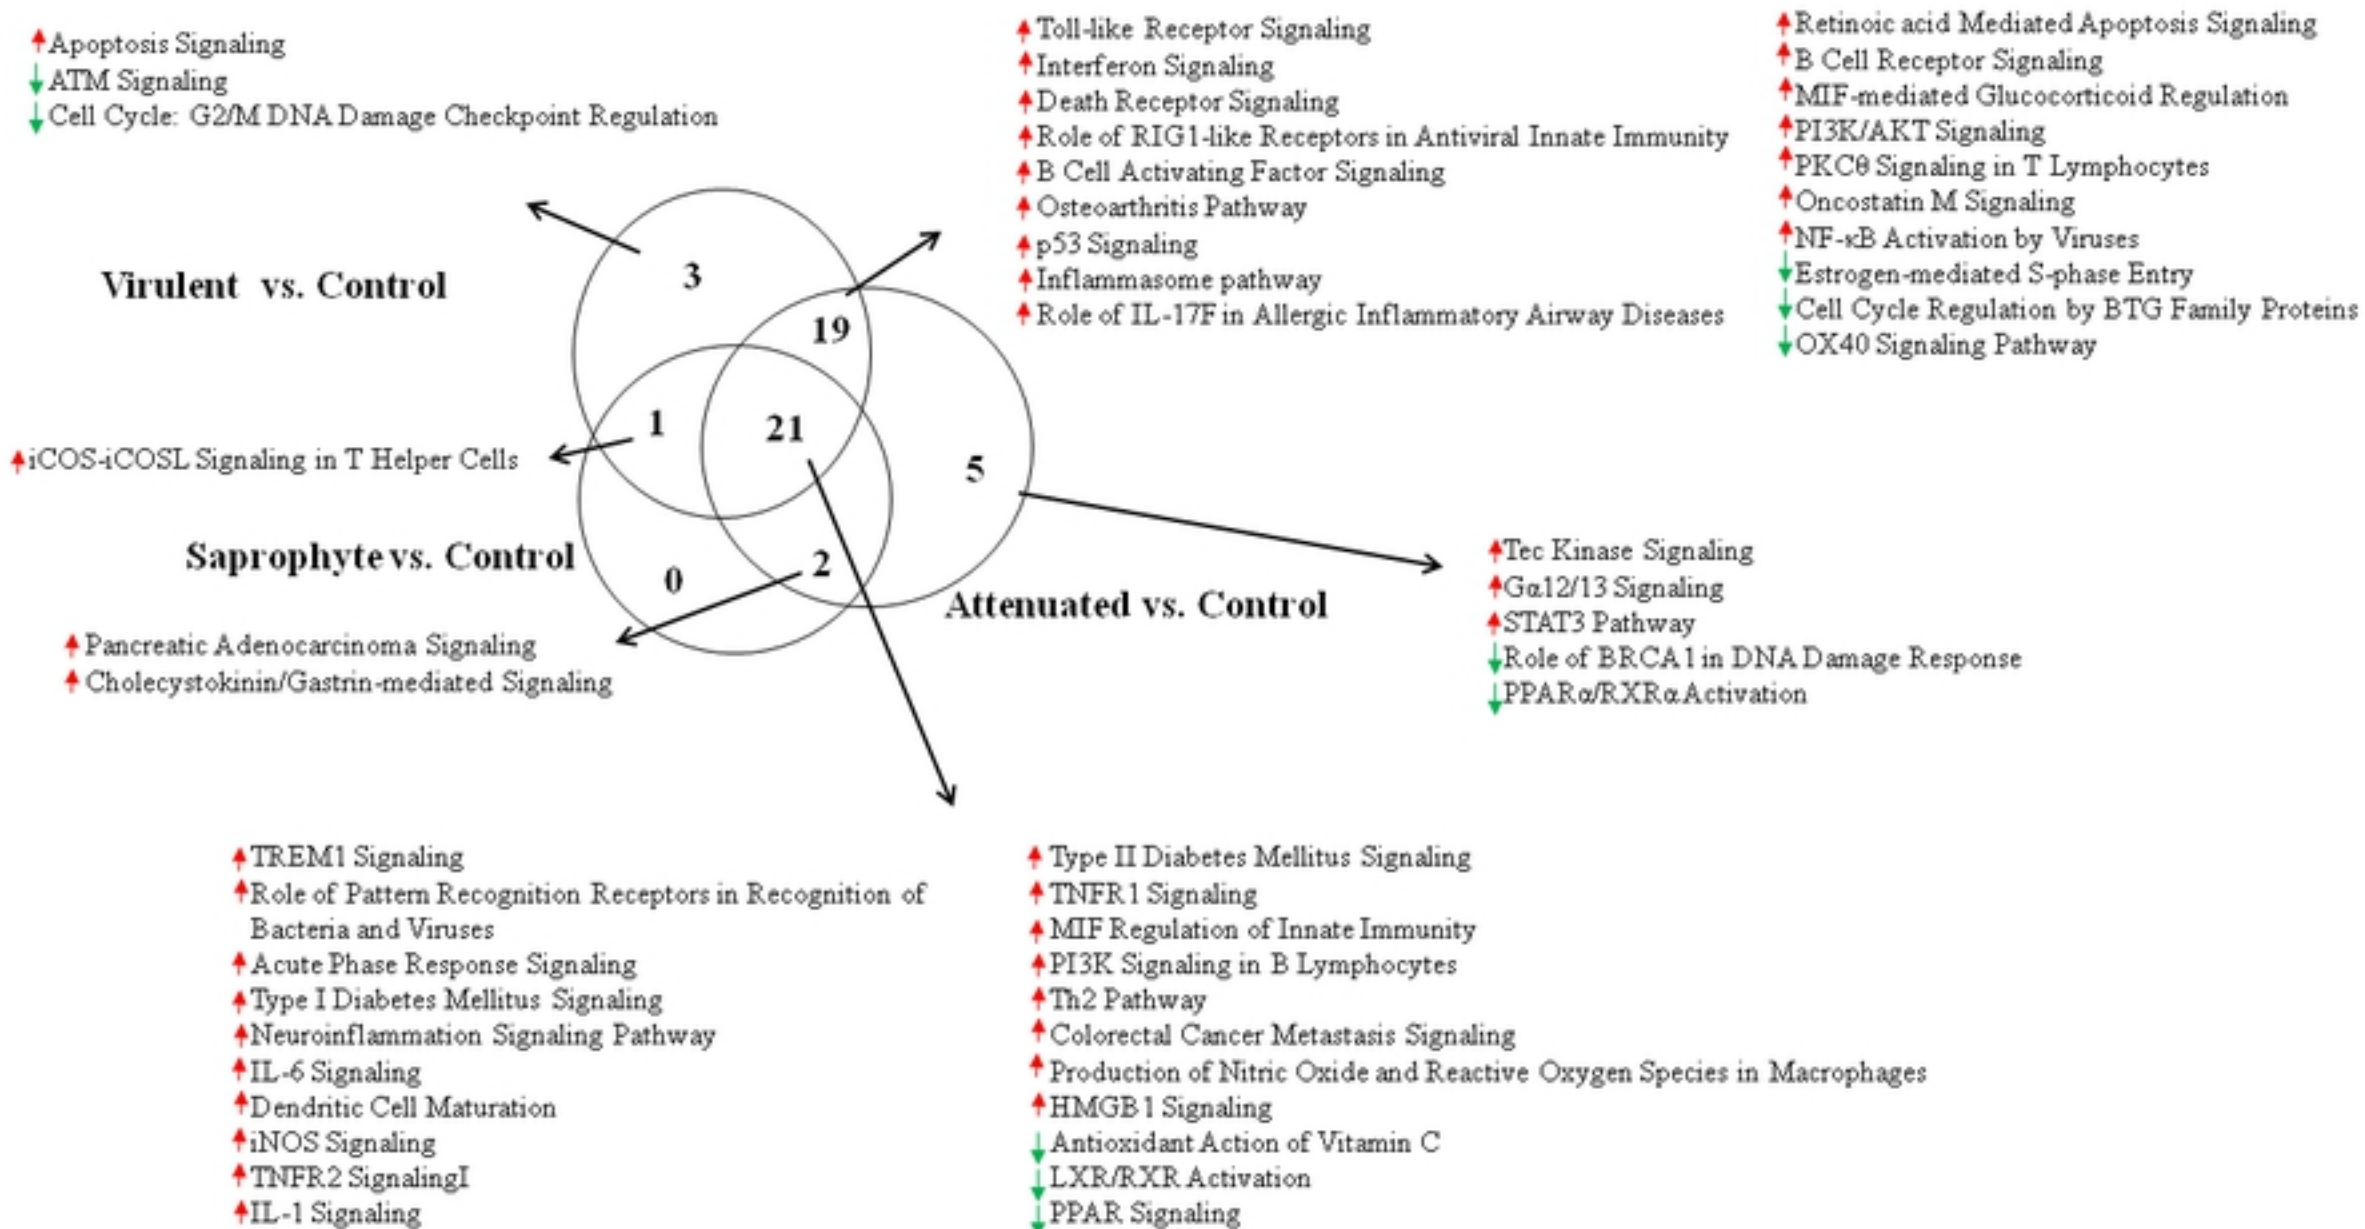 Apoptosis Signaling
ATM Signaling
Cell Cycle: G2/M DNA Damage Checkpoint Regulation
Toll-like Receptor Signaling
Interferon Signaling
Death Receptor Signaling
Role of RIG1-like Receptors in Antiviral Innate Immunity
B Cell Activating Factor Signaling
Osteoarthritis Pathway
p53 Signaling
Inflammasome pathway
Role of IL-17F in Allergic Inflammatory Airway Diseases
Retinoic acid Mediated Apoptosis Signaling
B Cell Receptor Signaling
MIF-mediated Glucocorticoid Regulation
PI3K/AKT Signaling
PKCθ Signaling in T Lymphocytes
Oncostatin M Signaling
NF-κB Activation by Viruses
Estrogen-mediated S-phase Entry
Cell Cycle Regulation by BTG Family Proteins
OX40 Signaling Pathway
Virulent vs. Control
3
19
1
21
5
iCOS-iCOSL Signaling in T Helper Cells
Saprophyte vs. Control
0
2
Attenuated vs. Control
Pancreatic Adenocarcinoma Signaling
Cholecystokinin/Gastrin-mediated Signaling
Tec Kinase Signaling
Gα12/13 Signaling
STAT3 Pathway
Role of BRCA1 in DNA Damage Response
PPARα/RXRα Activation
TREM1 Signaling
Role of Pattern Recognition Receptors in Recognition of
Bacteria and Viruses
Acute Phase Response Signaling
Type I Diabetes Mellitus Signaling
Neuroinflammation Signaling Pathway
IL-6 Signaling
Dendritic Cell Maturation
iNOS Signaling
TNFR2 SignalingI
IL-1 Signaling
Type II Diabetes Mellitus Signaling
TNFR1 Signaling
MIF Regulation of Innate Immunity
PI3K Signaling in B Lymphocytes
Th2 Pathway
Colorectal Cancer Metastasis Signaling
Production of Nitric Oxide and Reactive Oxygen Species in Macrophages
HMGB1 Signaling
Antioxidant Action of Vitamin C
LXR/RXR Activation
PPAR Signaling